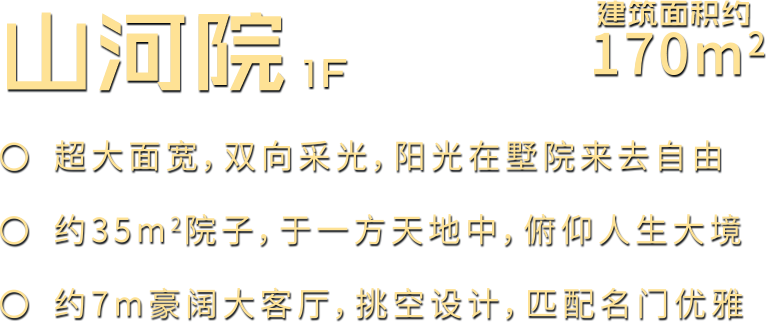 山河院 1F
建筑面积约
170m²
超大面宽，双向采光，阳光在墅院来去自由
约35m²院子，于一方天地中，俯仰人生大境
约7m豪阔大客厅，挑空设计，匹配名门优雅